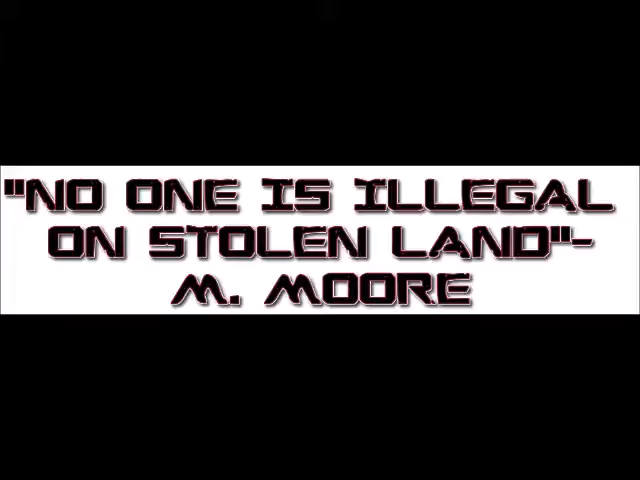 "NO ONE IS ILLEGAL
ON STOLEN LAND"-
M. MOORE